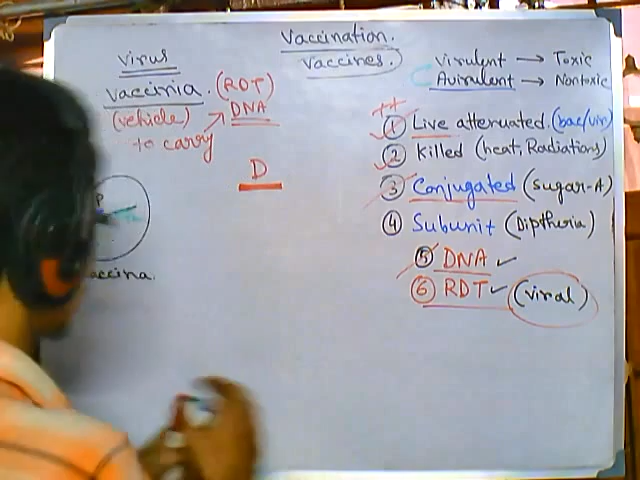 Vaccination.
Vaccines.
Virus
Vaccinia. (RDT)
(vehicle) DNA
to carry
D
P
accina.
Virulent → Toxic
Avirulent → Nontoxic
++
① Live attenuated. (bac/vir)
② Killed (heat, Radiations)
③ Conjugated (Sugar-A)
④ Subunit (Diptheria)
⑤ DNA ✓
⑥ RDT ✓ (viral)